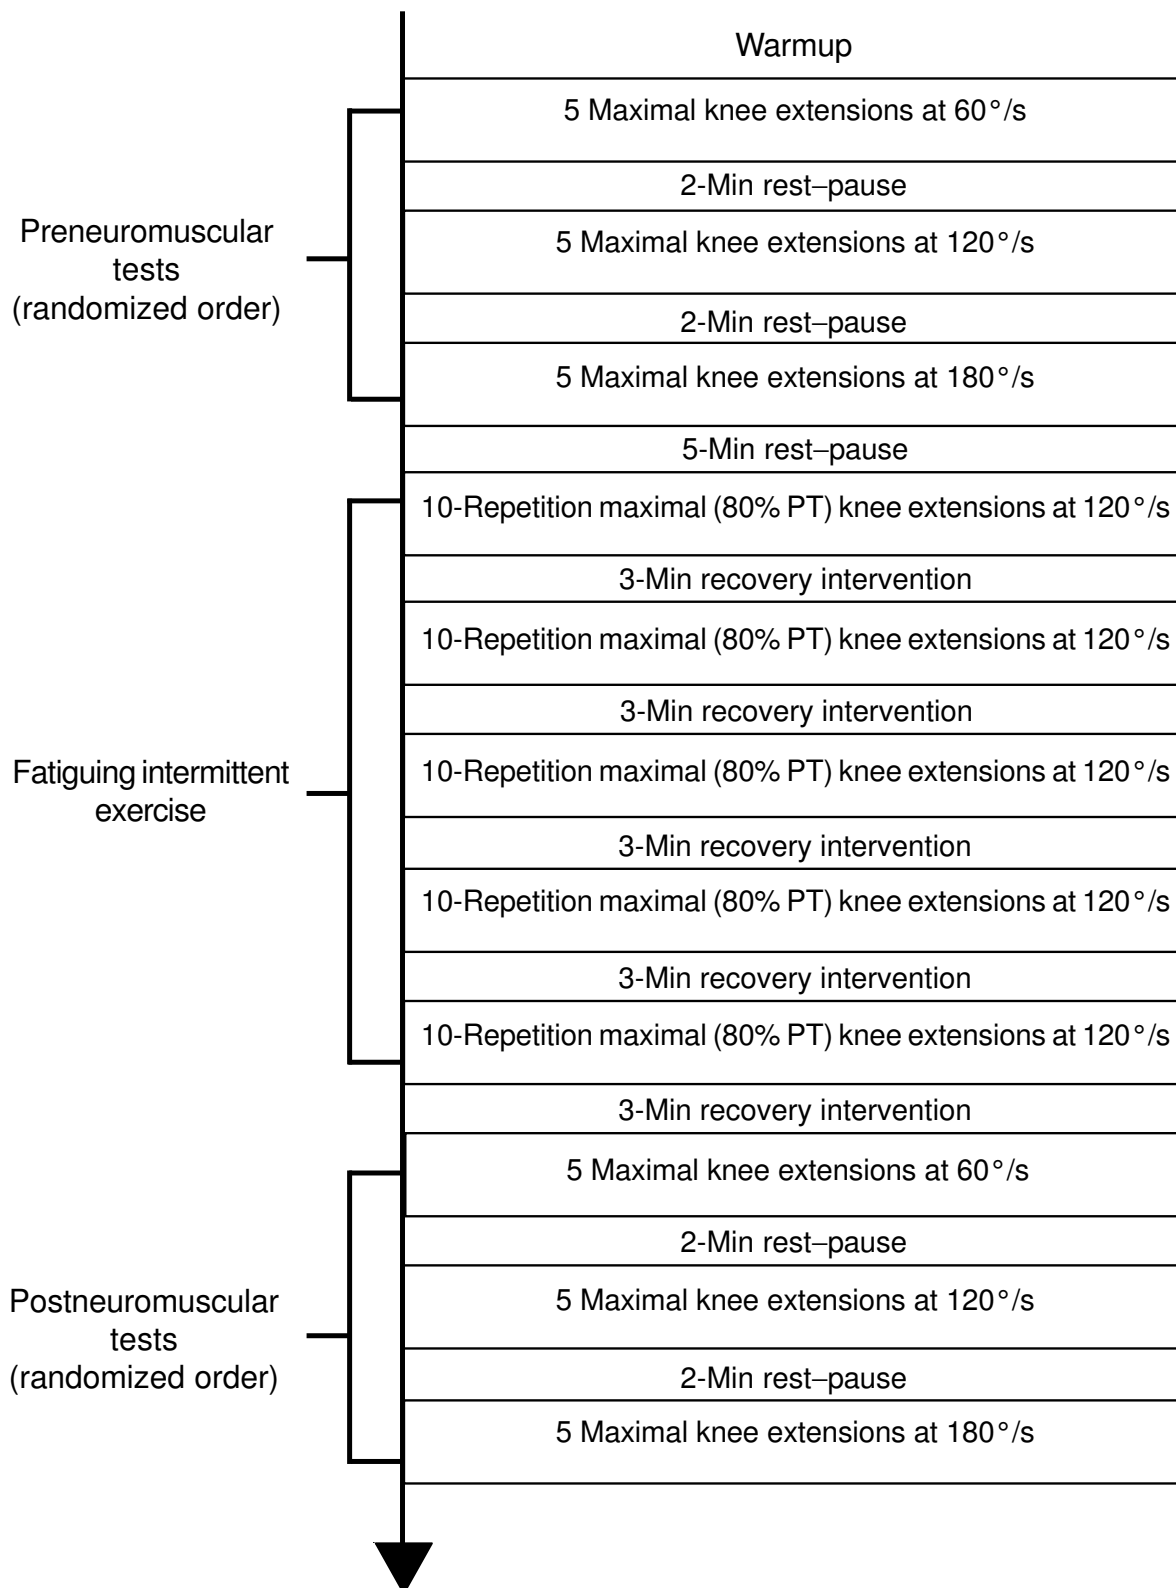 Warmup
5 Maximal knee extensions at 60°/s
2-Min rest–pause
Preneuromuscular
tests
(randomized order)
5 Maximal knee extensions at 120°/s
2-Min rest–pause
5 Maximal knee extensions at 180°/s
5-Min rest–pause
10-Repetition maximal (80% PT) knee extensions at 120°/s
3-Min recovery intervention
10-Repetition maximal (80% PT) knee extensions at 120°/s
3-Min recovery intervention
Fatiguing intermittent
exercise
10-Repetition maximal (80% PT) knee extensions at 120°/s
3-Min recovery intervention
10-Repetition maximal (80% PT) knee extensions at 120°/s
3-Min recovery intervention
10-Repetition maximal (80% PT) knee extensions at 120°/s
3-Min recovery intervention
5 Maximal knee extensions at 60°/s
2-Min rest–pause
Postneuromuscular
tests
(randomized order)
5 Maximal knee extensions at 120°/s
2-Min rest–pause
5 Maximal knee extensions at 180°/s